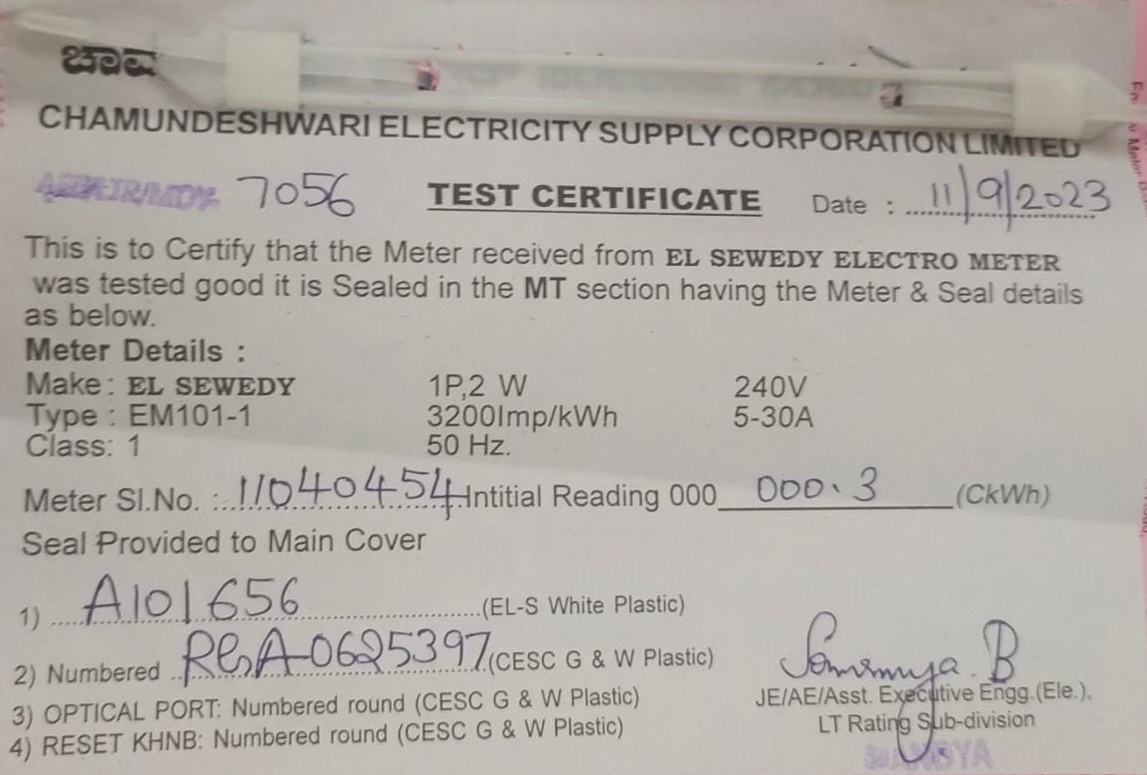 CHAMUNDESHWARI ELECTRICITY SUPPLY CORPORATION LIMITED
7056 TEST CERTIFICATE Date : 11/9/2023
This is to Certify that the Meter received from EL SEWEDY ELECTRO METER
was tested good it is Sealed in the MT section having the Meter & Seal details
as below.
Meter Details :
Make : EL SEWEDY 1P,2 W 240V
Type : EM101-1 3200Imp/kWh 5-30A
Class: 1 50 Hz.
Meter Sl.No. : 11040454 Intitial Reading 000 000.3 (CkWh)
Seal Provided to Main Cover
1) A101656 (EL-S White Plastic)
2) Numbered RGA0625397 (CESC G & W Plastic)
3) OPTICAL PORT: Numbered round (CESC G & W Plastic)
4) RESET KHNB: Numbered round (CESC G & W Plastic)
JE/AE/Asst. Executive Engg.(Ele.),
LT Rating Sub-division